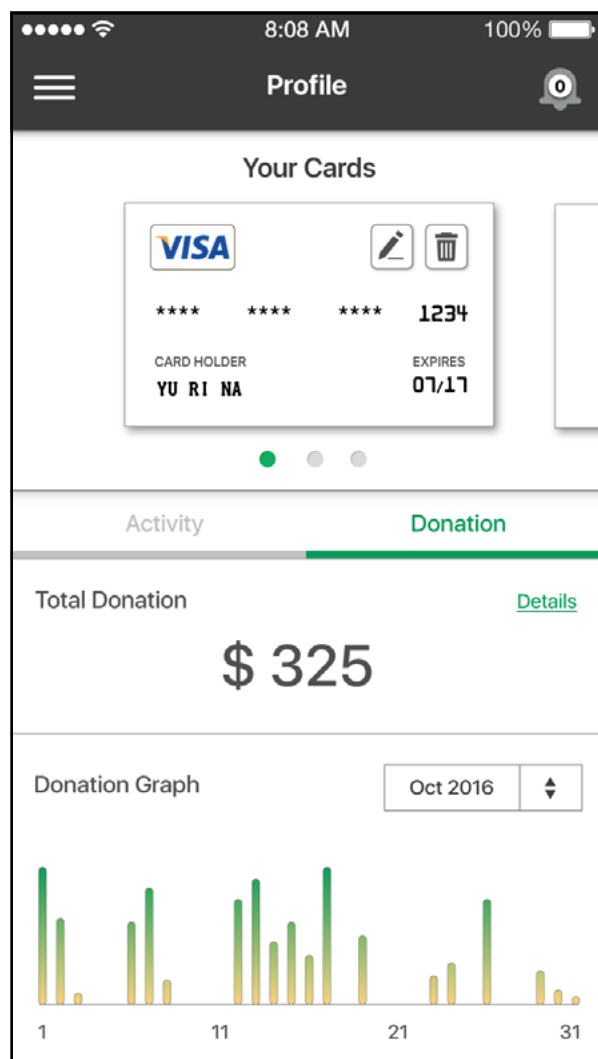 8:08 AM 100%
Profile 0
Your Cards
VISA
**** **** **** 1234
CARD HOLDER EXPIRES
YU RI NA 07/17
Activity Donation
Total Donation Details
$ 325
Donation Graph Oct 2016
1 11 21 31